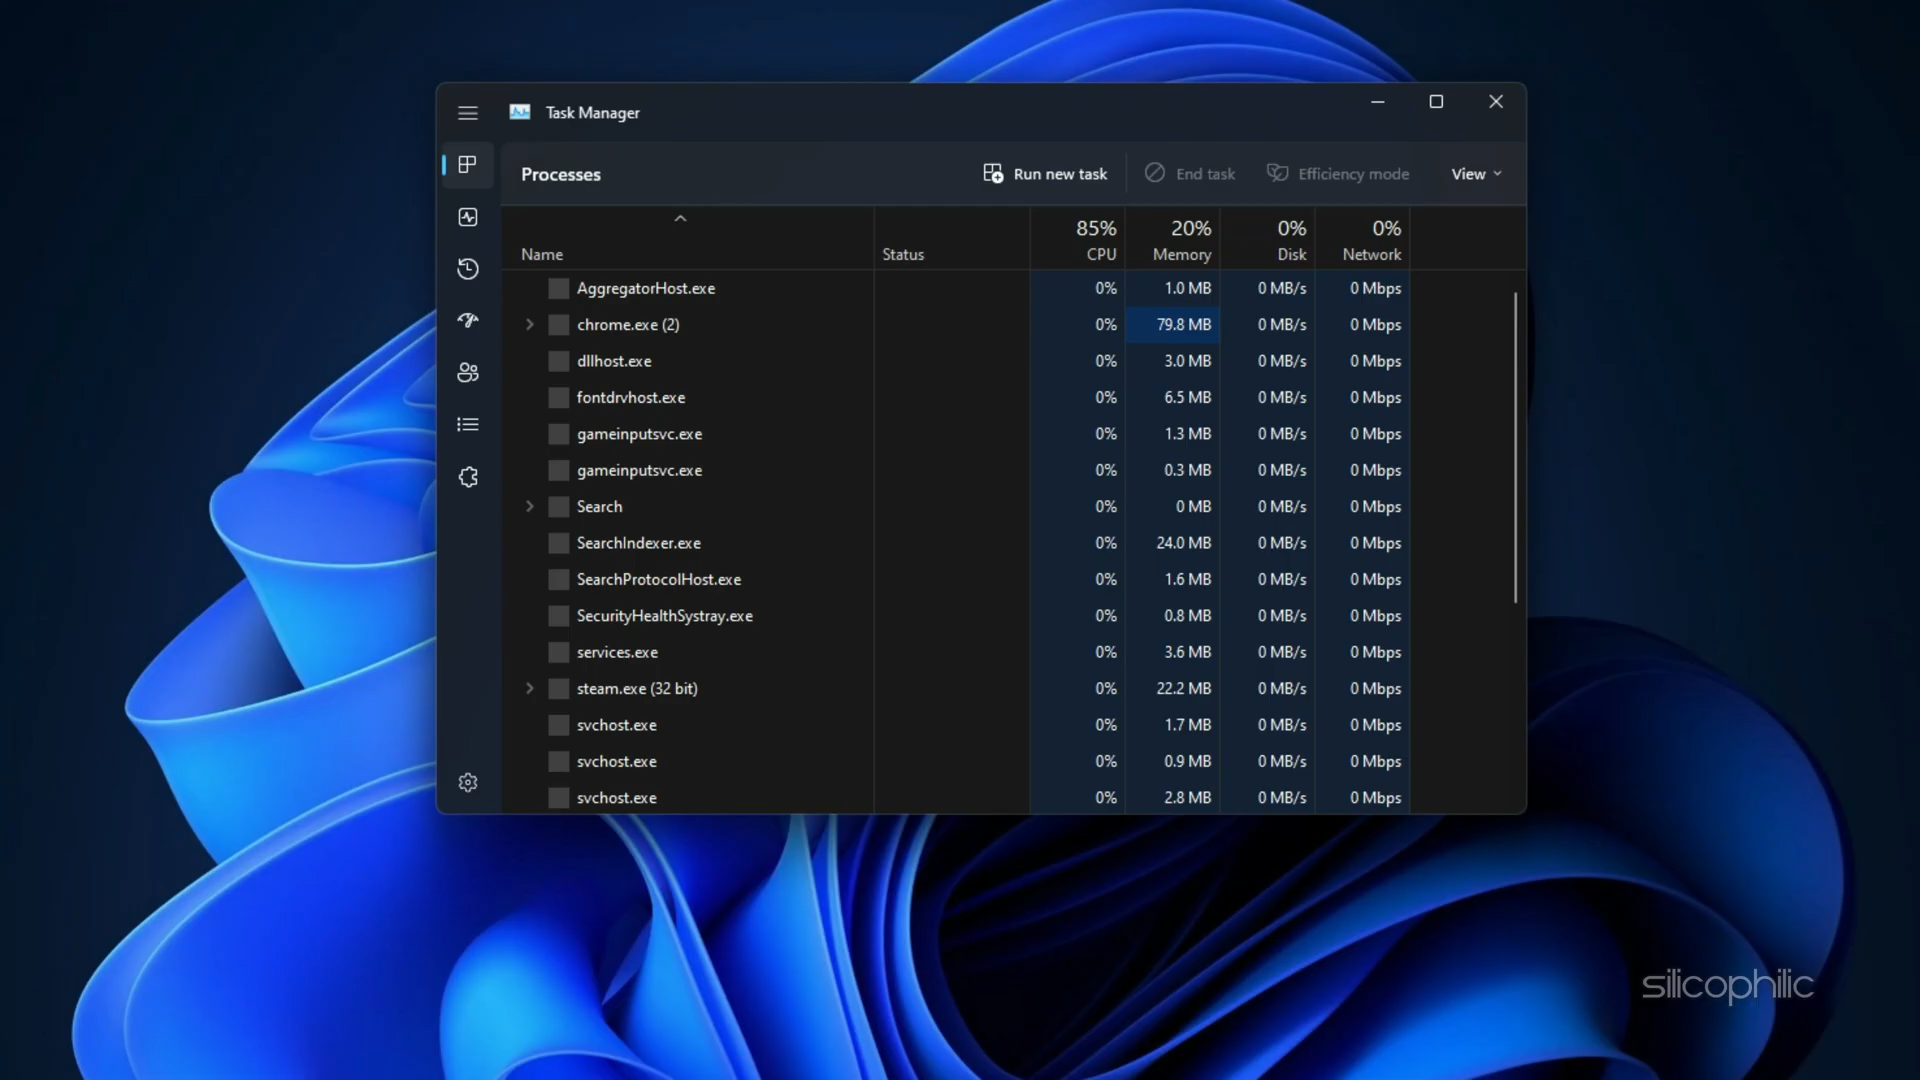 Task Manager
Processes
Run new task
End task
Efficiency mode
View
85% 20% 0% 0%
Name Status CPU Memory Disk Network
AggregatorHost.exe 0% 1.0 MB 0 MB/s 0 Mbps
chrome.exe (2) 0% 79.8 MB 0 MB/s 0 Mbps
dllhost.exe 0% 3.0 MB 0 MB/s 0 Mbps
fontdrvhost.exe 0% 6.5 MB 0 MB/s 0 Mbps
gameinputsvc.exe 0% 1.3 MB 0 MB/s 0 Mbps
gameinputsvc.exe 0% 0.3 MB 0 MB/s 0 Mbps
Search 0% 0 MB 0 MB/s 0 Mbps
SearchIndexer.exe 0% 24.0 MB 0 MB/s 0 Mbps
SearchProtocolHost.exe 0% 1.6 MB 0 MB/s 0 Mbps
SecurityHealthSystray.exe 0% 0.8 MB 0 MB/s 0 Mbps
services.exe 0% 3.6 MB 0 MB/s 0 Mbps
steam.exe (32 bit) 0% 22.2 MB 0 MB/s 0 Mbps
svchost.exe 0% 1.7 MB 0 MB/s 0 Mbps
svchost.exe 0% 0.9 MB 0 MB/s 0 Mbps
svchost.exe 0% 2.8 MB 0 MB/s 0 Mbps
silicophilic